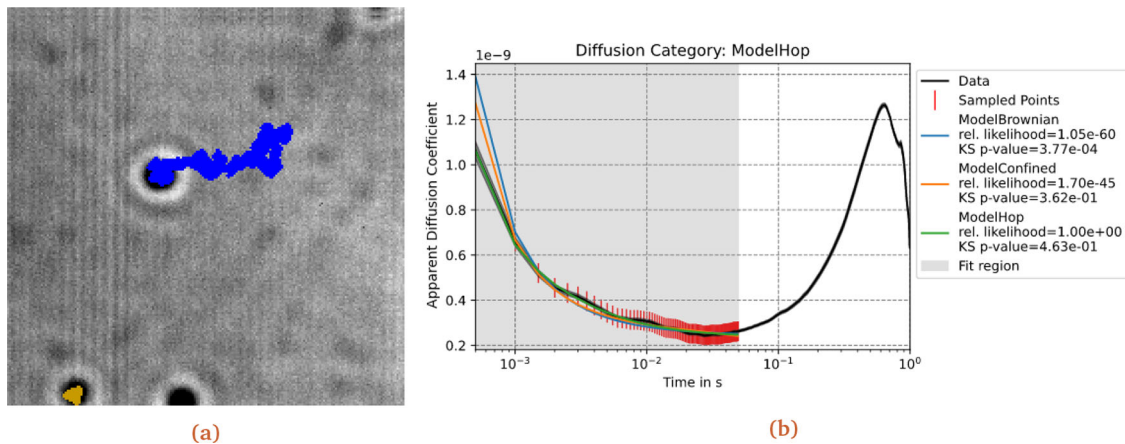 Diffusion Category: ModelHop
1e−9
1.4
1.2
1.0
0.8
0.6
0.4
0.2
Apparent Diffusion Coefficient
10−3
10−2
10−1
100
Time in s
Data
Sampled Points
ModelBrownian
rel. likelihood=1.05e-60
KS p-value=3.77e-04
ModelConfined
rel. likelihood=1.70e-45
KS p-value=3.62e-01
ModelHop
rel. likelihood=1.00e+00
KS p-value=4.63e-01
Fit region
(a)
(b)